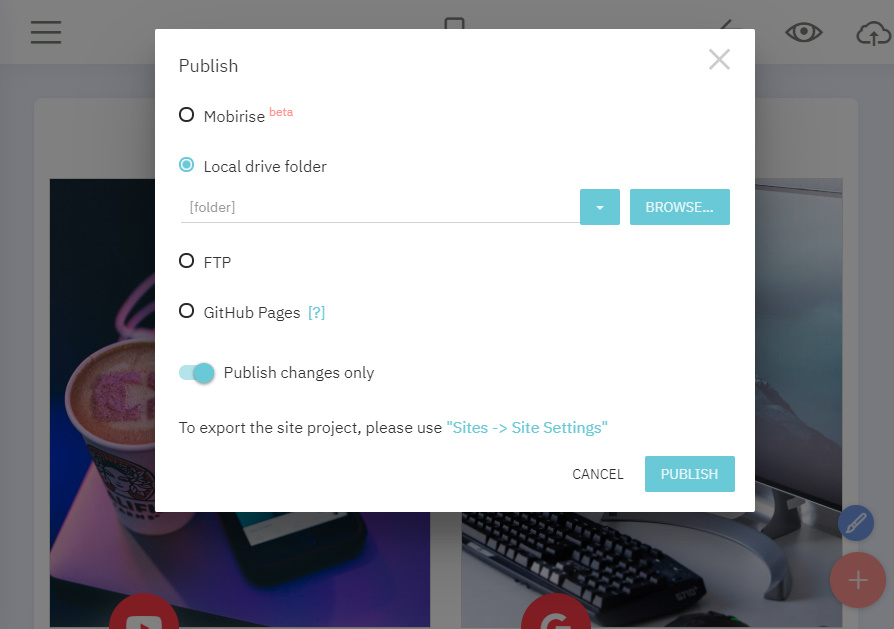 Publish
Mobirise beta
Local drive folder
[folder]
BROWSE...
FTP
GitHub Pages [?]
Publish changes only
To export the site project, please use "Sites -> Site Settings"
CANCEL
PUBLISH